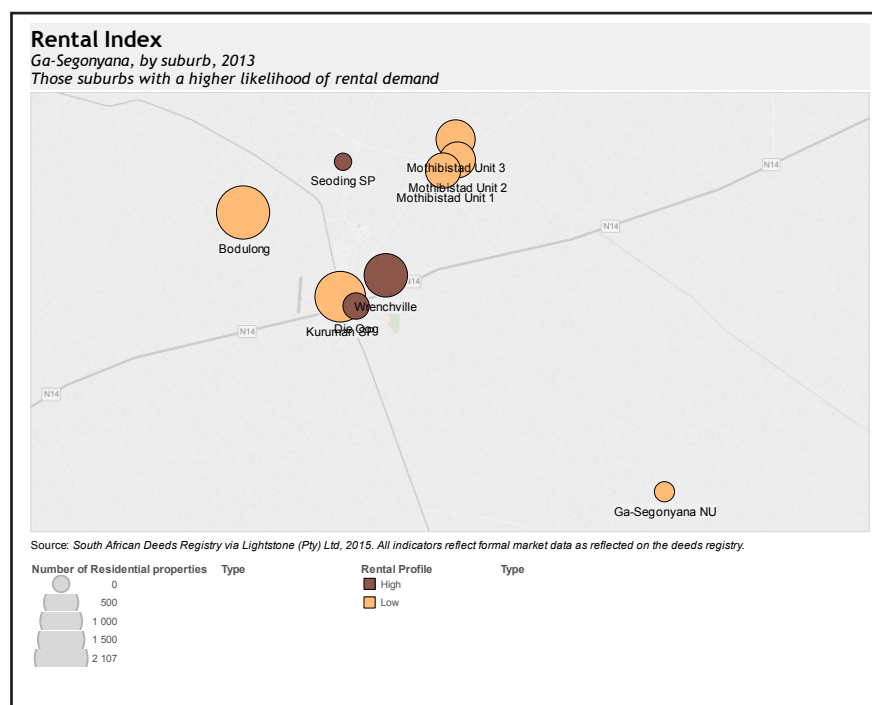 Rental Index
Ga-Segonyana, by suburb, 2013
Those suburbs with a higher likelihood of rental demand
Mothibistad Unit 3
Seoding SP
Mothibistad Unit 2
Mothibistad Unit 1
N14
N14
Bodulong
N14
Wrenchville
Die Oog
Kuruman SP
N14
N14
Ga-Segonyana NU
Source: South African Deeds Registry via Lightstone (Pty) Ltd, 2015. All indicators reflect formal market data as reflected on the deeds registry.
Number of Residential properties Type Rental Profile Type
0 High
500 Low
1 000
1 500
2 107